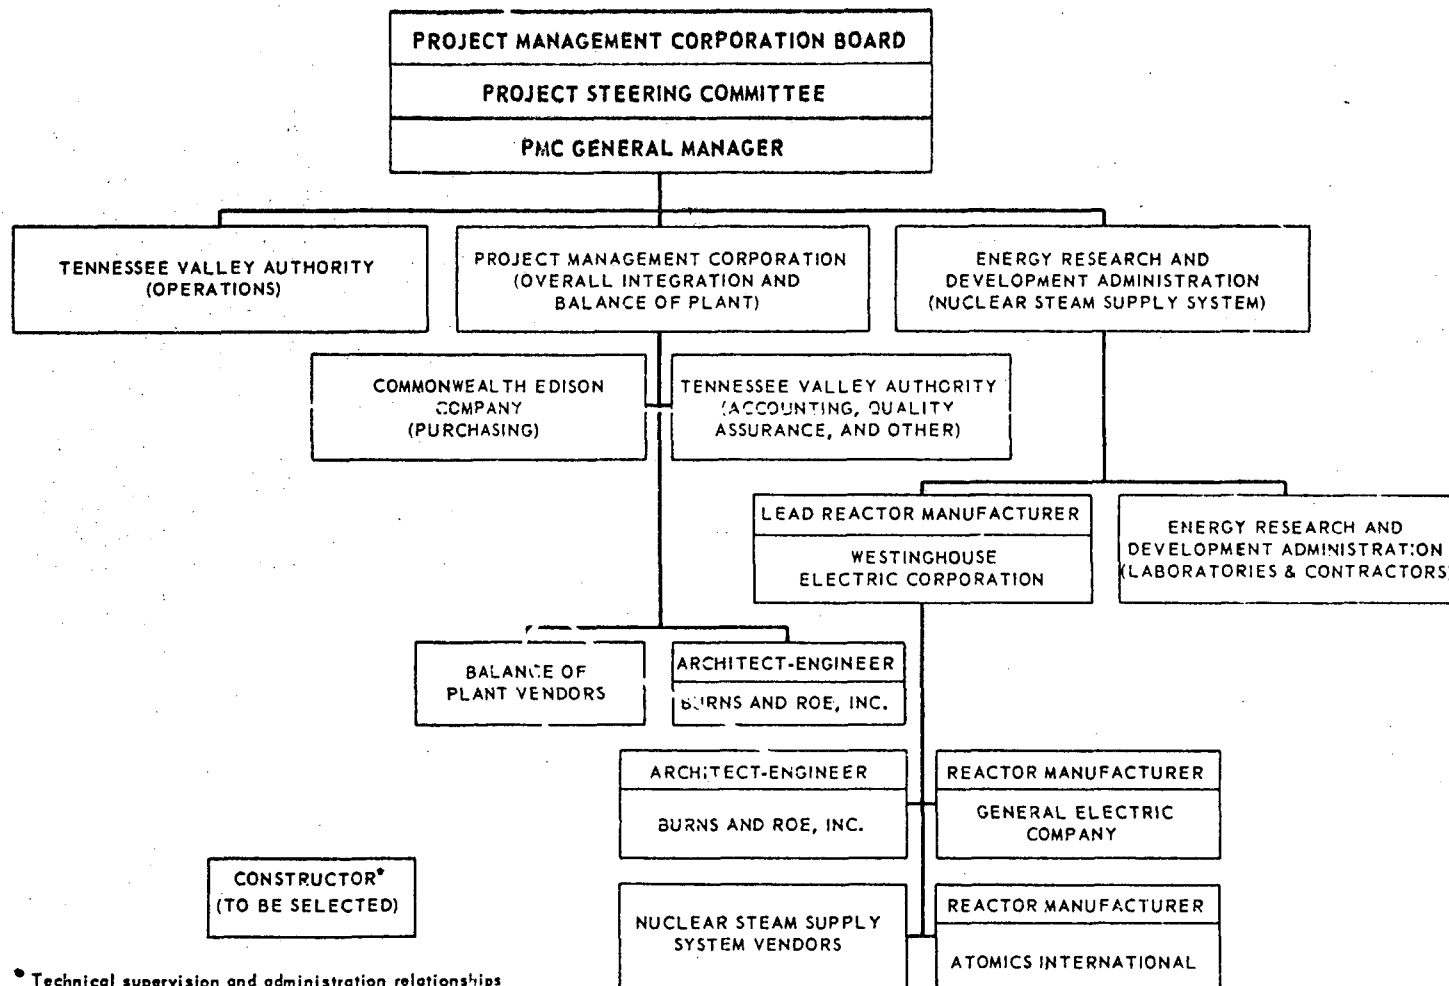 PROJECT MANAGEMENT CORPORATION BOARD
PROJECT STEERING COMMITTEE
PMC GENERAL MANAGER
TENNESSEE VALLEY AUTHORITY
(OPERATIONS)
PROJECT MANAGEMENT CORPORATION
(OVERALL INTEGRATION AND
BALANCE OF PLANT)
ENERGY RESEARCH AND
DEVELOPMENT ADMINISTRATION
(NUCLEAR STEAM SUPPLY SYSTEM)
COMMONWEALTH EDISON
COMPANY
(PURCHASING)
TENNESSEE VALLEY AUTHORITY
(ACCOUNTING, QUALITY
ASSURANCE, AND OTHER)
LEAD REACTOR MANUFACTURER
WESTINGHOUSE
ELECTRIC CORPORATION
ENERGY RESEARCH AND
DEVELOPMENT ADMINISTRATION
(LABORATORIES & CONTRACTORS)
BALANCE OF
PLANT VENDORS
ARCHITECT-ENGINEER
BURNS AND ROE, INC.
ARCHITECT-ENGINEER
BURNS AND ROE, INC.
REACTOR MANUFACTURER
GENERAL ELECTRIC
COMPANY
CONSTRUCTOR*
(TO BE SELECTED)
NUCLEAR STEAM SUPPLY
SYSTEM VENDORS
REACTOR MANUFACTURER
ATOMICS INTERNATIONAL
* Technical supervision and administration relationships